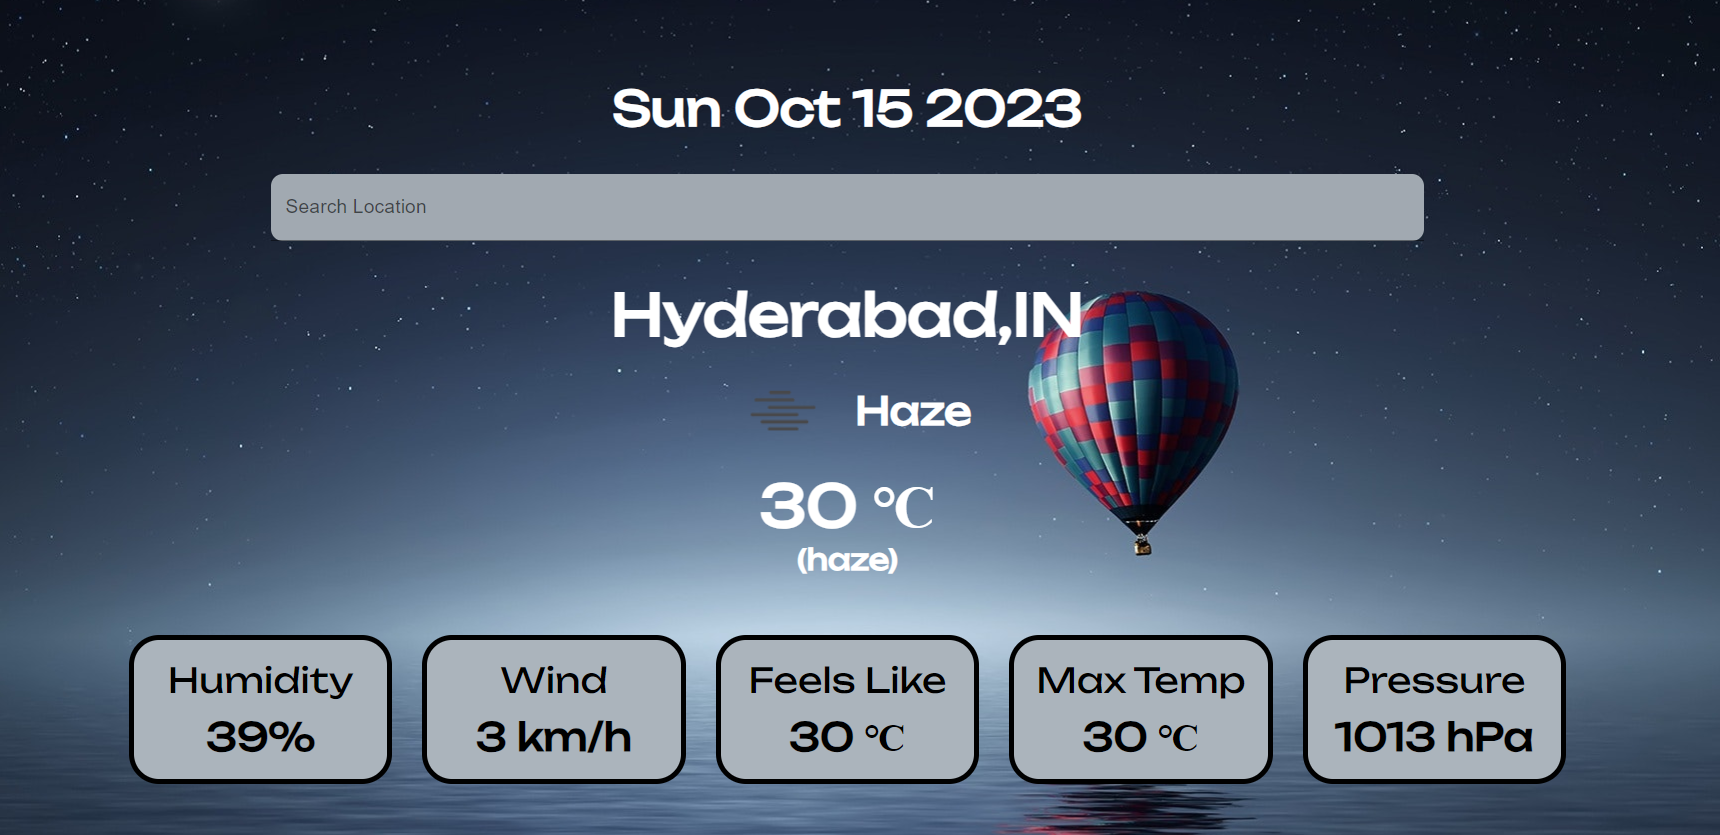 Sun Oct 15 2023
Search Location
Hyderabad,IN
Haze
30 °C
(haze)
Humidity
39%
Wind
3 km/h
Feels Like
30 °C
Max Temp
30 °C
Pressure
1013 hPa